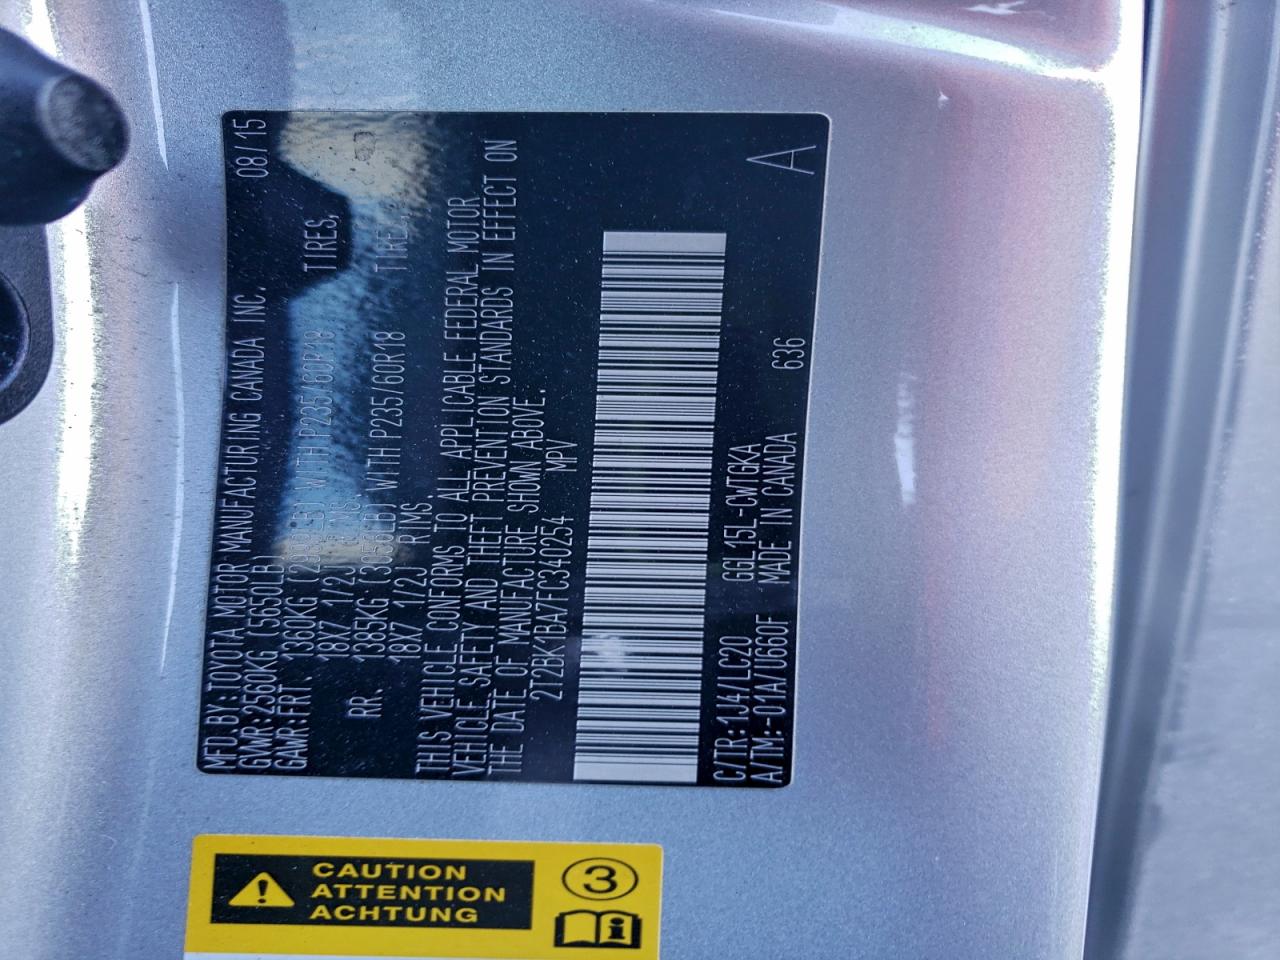 MFD.BY:TOYOTA MOTOR MANUFACTURING CANADA INC. 08/15
GVWR:2560KG (5650LB)
GAWR:FRT. 1360KG WITH P235/60R18 TIRES,
18X7 1/2J RIMS,
RR. 1385KG (3056LB) WITH P235/60R18 TIRES,
18X7 1/2J RIMS.
THIS VEHICLE CONFORMS TO ALL APPLICABLE FEDERAL MOTOR
VEHICLE SAFETY AND THEFT PREVENTION STANDARDS IN EFFECT ON
THE DATE OF MANUFACTURE SHOWN ABOVE.
2T2BK1BA7FC340254 MPV
C/TR:1J4/LC20 GGL15L-CWTGKA
A/TM:-01A/U660F MADE IN CANADA 636
A
CAUTION
ATTENTION
ACHTUNG
3